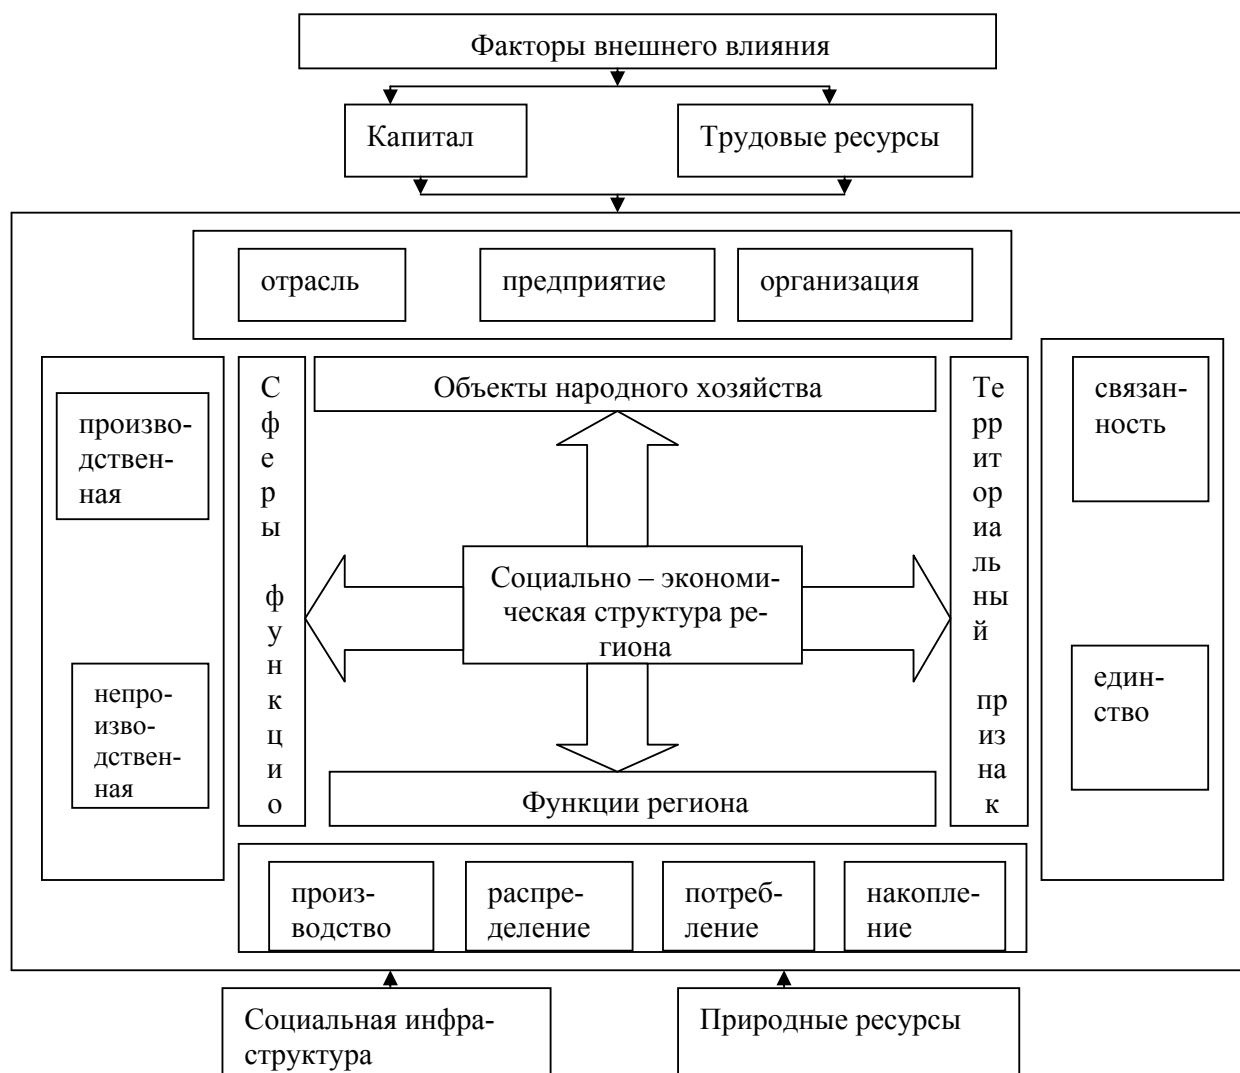 Факторы внешнего влияния
Капитал
Трудовые ресурсы
отрасль
предприятие
организация
Объекты народного хозяйства
С
ф
е
р
ы
ф
у
н
к
ц
и
о
произво-
дствен-
ная
непро-
изво-
дствен-
ная
Социально – экономи-
ческая структура ре-
гиона
Те
рр
ит
ор
иа
ль
ны
й
пр
из
на
к
связан-
ность
един-
ство
Функции региона
произ-
водство
распре-
деление
потреб-
ление
накопле-
ние
Социальная инфра-
структура
Природные ресурсы